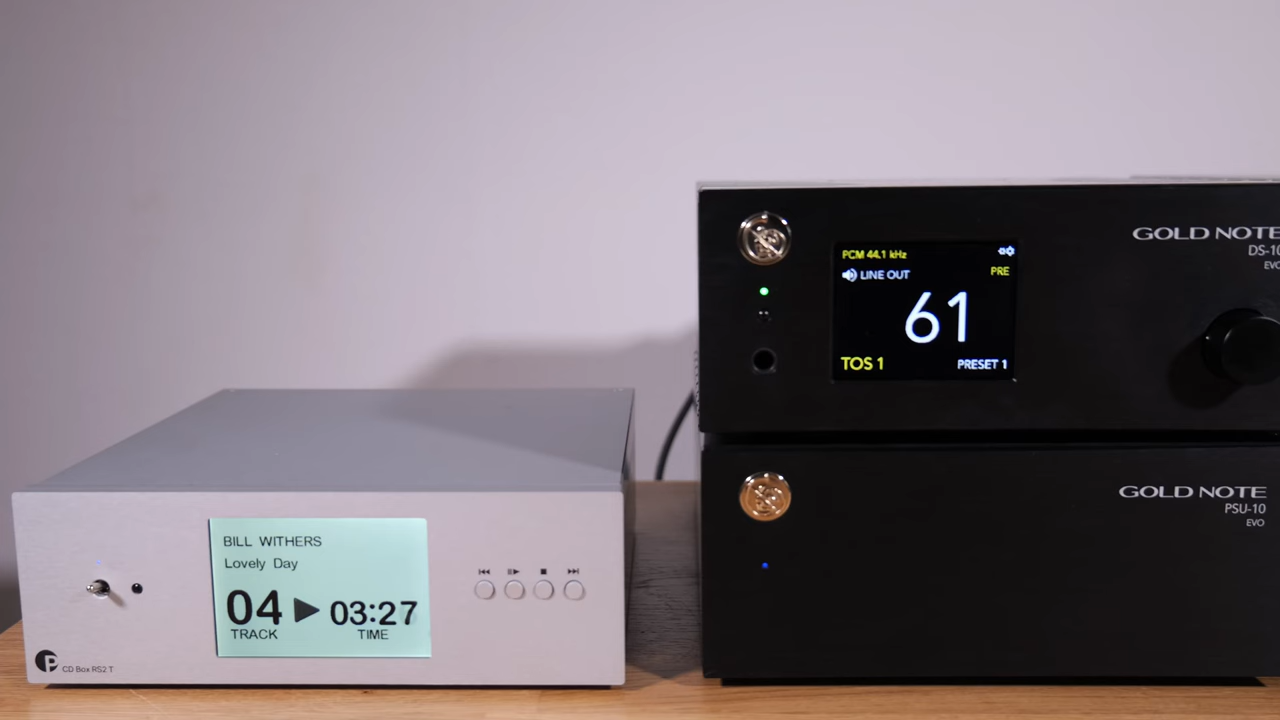 BILL WITHERS
Lovely Day
04 03:27
TRACK TIME
P CD Box RS2 T
PCM 44.1 kHz
LINE OUT PRE
61
TOS 1 PRESET 1
GOLD NOTE
DS-10
EVO
GOLD NOTE
PSU-10
EVO